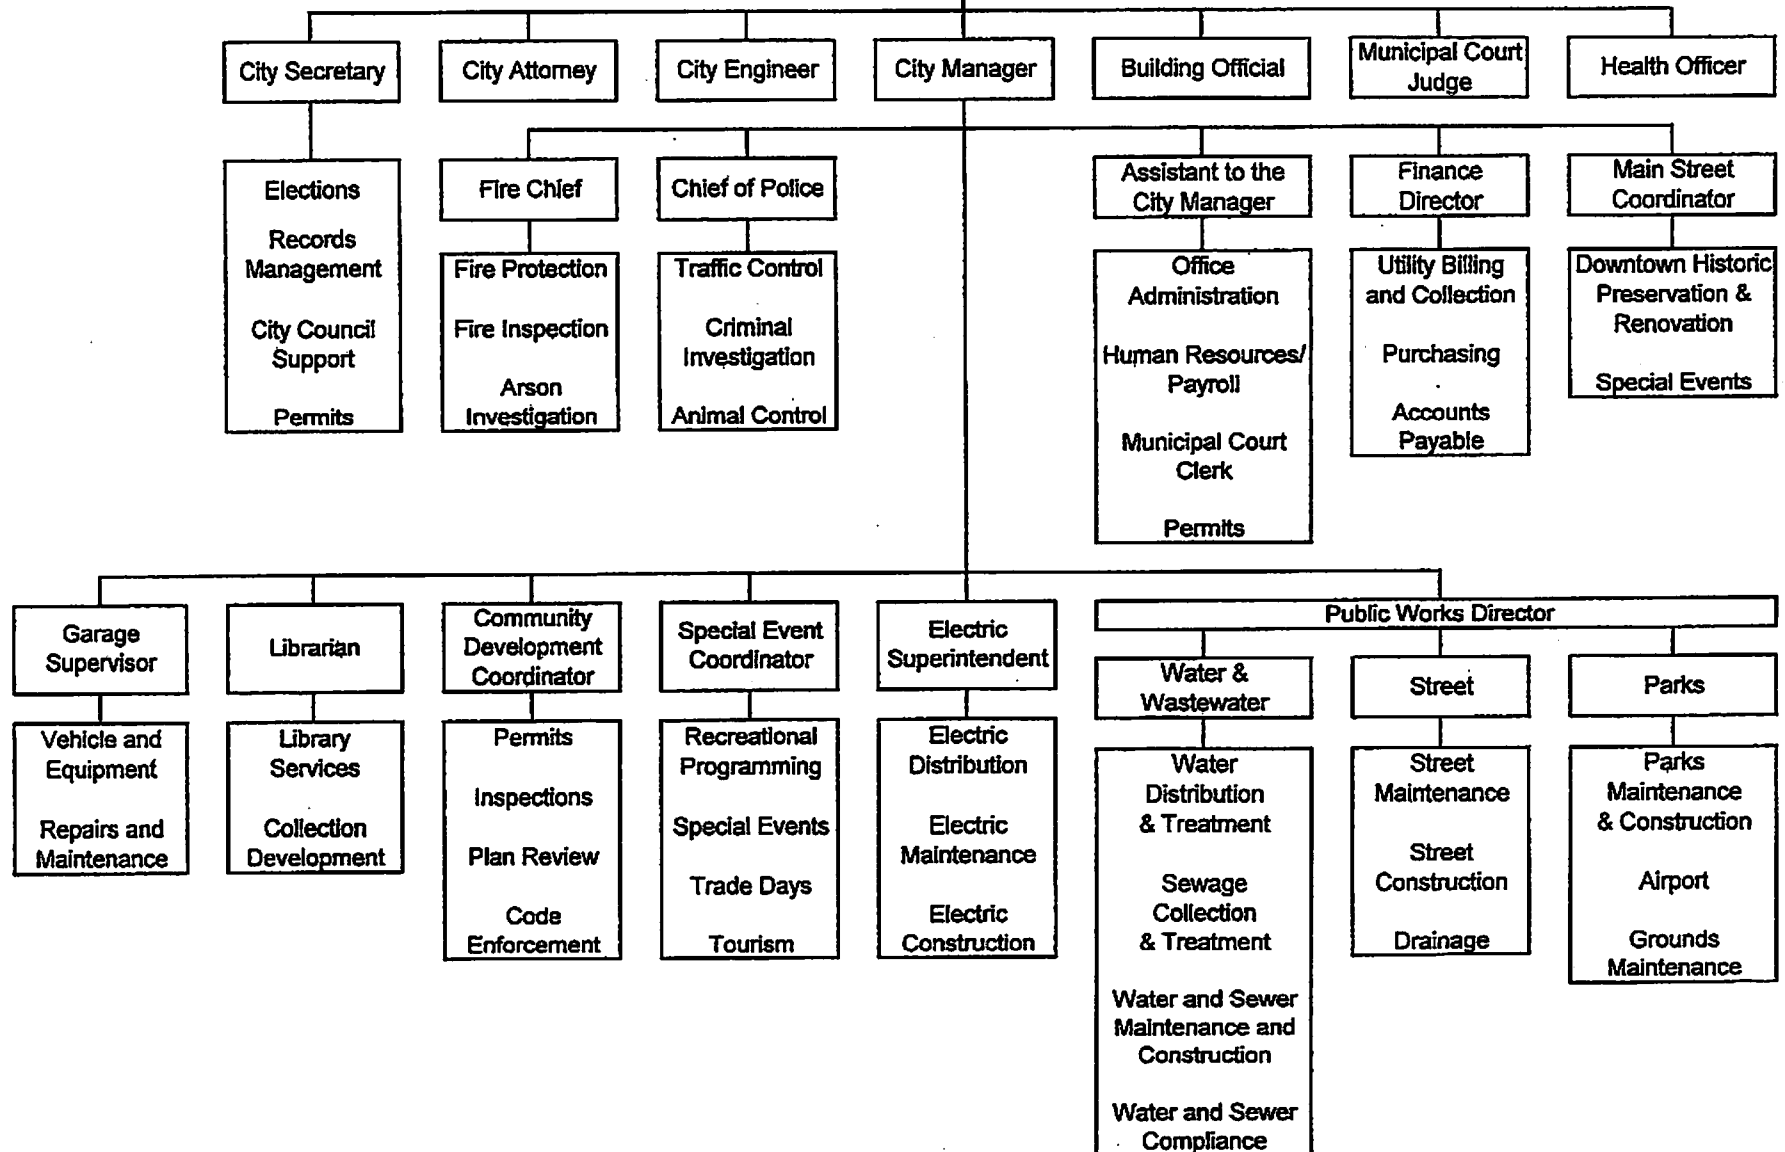 City Secretary
City Attorney
City Engineer
City Manager
Building Official
Municipal Court
Judge
Health Officer
Elections
Records
Management
City Council
Support
Permits
Fire Chief
Fire Protection
Fire Inspection
Arson
Investigation
Chief of Police
Traffic Control
Criminal
Investigation
Animal Control
Assistant to the
City Manager
Office
Administration
Human Resources/
Payroll
Municipal Court
Clerk
Permits
Finance
Director
Utility Billing
and Collection
Purchasing
Accounts
Payable
Main Street
Coordinator
Downtown Historic
Preservation &
Renovation
Special Events
Garage
Supervisor
Vehicle and
Equipment
Repairs and
Maintenance
Librarian
Library
Services
Collection
Development
Community
Development
Coordinator
Permits
Inspections
Plan Review
Code
Enforcement
Special Event
Coordinator
Recreational
Programming
Special Events
Trade Days
Tourism
Electric
Superintendent
Electric
Distribution
Electric
Maintenance
Electric
Construction
Public Works Director
Water &
Wastewater
Water
Distribution
& Treatment
Sewage
Collection
& Treatment
Water and Sewer
Maintenance and
Construction
Water and Sewer
Compliance
Street
Street
Maintenance
Street
Construction
Drainage
Parks
Parks
Maintenance
& Construction
Airport
Grounds
Maintenance